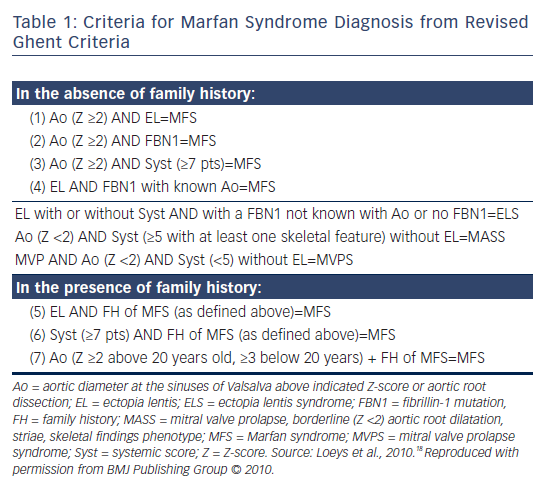 Table 1: Criteria for Marfan Syndrome Diagnosis from Revised
Ghent Criteria
In the absence of family history:
(1) Ao (Z ≥2) AND EL=MFS
(2) Ao (Z ≥2) AND FBN1=MFS
(3) Ao (Z ≥2) AND Syst (≥7 pts)=MFS
(4) EL AND FBN1 with known Ao=MFS
EL with or without Syst AND with a FBN1 not known with Ao or no FBN1=ELS
Ao (Z <2) AND Syst (≥5 with at least one skeletal feature) without EL=MASS
MVP AND Ao (Z <2) AND Syst (<5) without EL=MVPS
In the presence of family history:
(5) EL AND FH of MFS (as defined above)=MFS
(6) Syst (≥7 pts) AND FH of MFS (as defined above)=MFS
(7) Ao (Z ≥2 above 20 years old, ≥3 below 20 years) + FH of MFS=MFS
Ao = aortic diameter at the sinuses of Valsalva above indicated Z-score or aortic root
dissection; EL = ectopia lentis; ELS = ectopia lentis syndrome; FBN1 = fibrillin-1 mutation,
FH = family history; MASS = mitral valve prolapse, borderline (Z <2) aortic root dilatation,
striae, skeletal findings phenotype; MFS = Marfan syndrome; MVPS = mitral valve prolapse
syndrome; Syst = systemic score; Z = Z-score. Source: Loeys et al., 2010.¹⁸ Reproduced with
permission from BMJ Publishing Group © 2010.